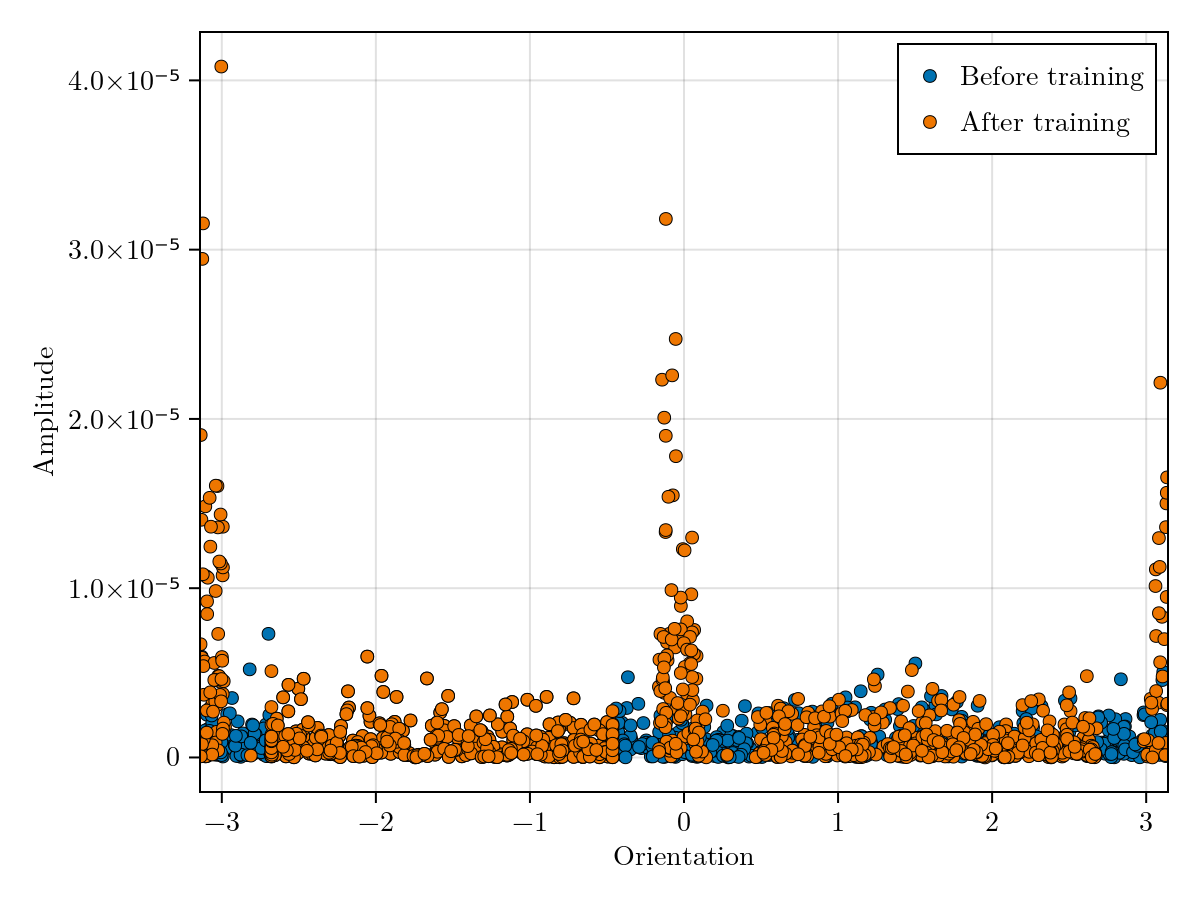 4.0×10⁻⁵
3.0×10⁻⁵
2.0×10⁻⁵
1.0×10⁻⁵
0
Amplitude
Before training
After training
−3 −2 −1 0 1 2 3
Orientation